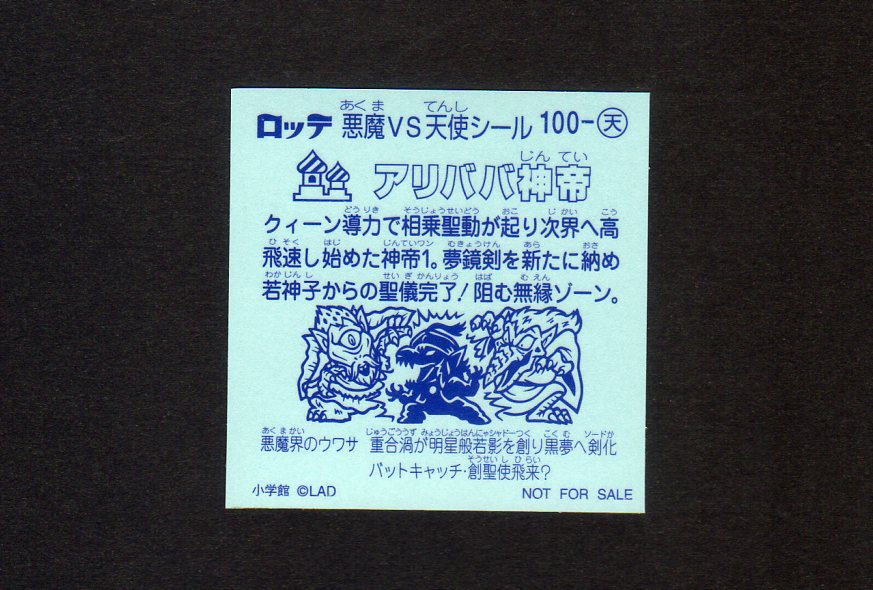 ロッテ 悪魔VS天使シール 100-天
アリババ神帝
クィーン導力で相乗聖動が起り次界へ高
飛速し始めた神帝1。夢鏡剣を新たに納め
若神子からの聖儀完了!阻む無縁ゾーン。
悪魔界のウワサ 重合渦が明星般若影を創り黒夢へ剣化
バットキャッチ・創聖使飛来?
小学館 ©LAD NOT FOR SALE